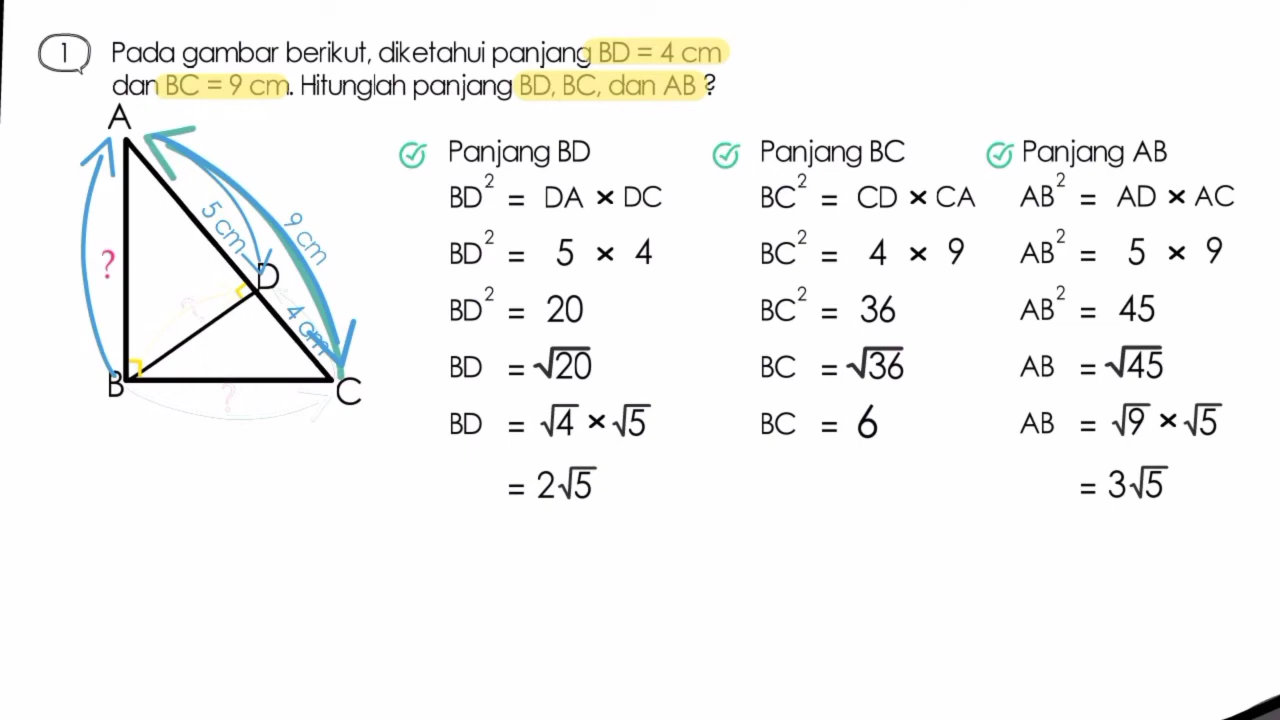 1
Pada gambar berikut, diketahui panjang BD = 4 cm
dan BC = 9 cm. Hitunglah panjang BD, BC, dan AB ?
A
5 cm
9 cm
?
D
4 cm
B
?
C
Panjang BD
BD² = DA × DC
BD² = 5 × 4
BD² = 20
BD = √20
BD = √4 × √5
= 2√5
Panjang BC
BC² = CD × CA
BC² = 4 × 9
BC² = 36
BC = √36
BC = 6
Panjang AB
AB² = AD × AC
AB² = 5 × 9
AB² = 45
AB = √45
AB = √9 × √5
= 3√5